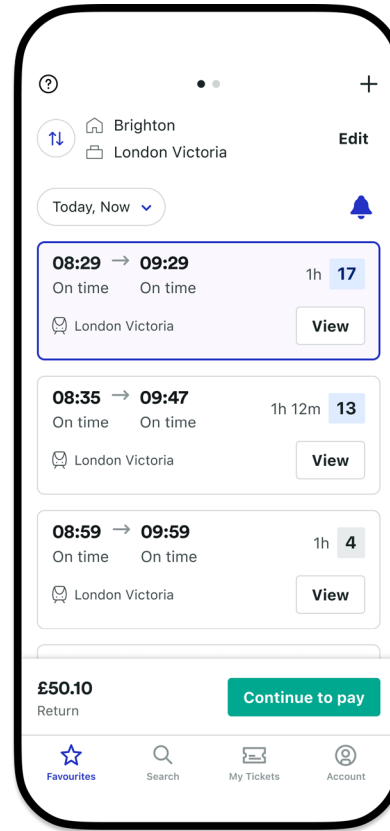 Brighton
London Victoria
Edit
Today, Now
08:29 → 09:29
1h 17
On time On time
London Victoria
View
08:35 → 09:47
1h 12m 13
On time On time
London Victoria
View
08:59 → 09:59
1h 4
On time On time
London Victoria
View
£50.10
Return
Continue to pay
Favourites Search My Tickets Account